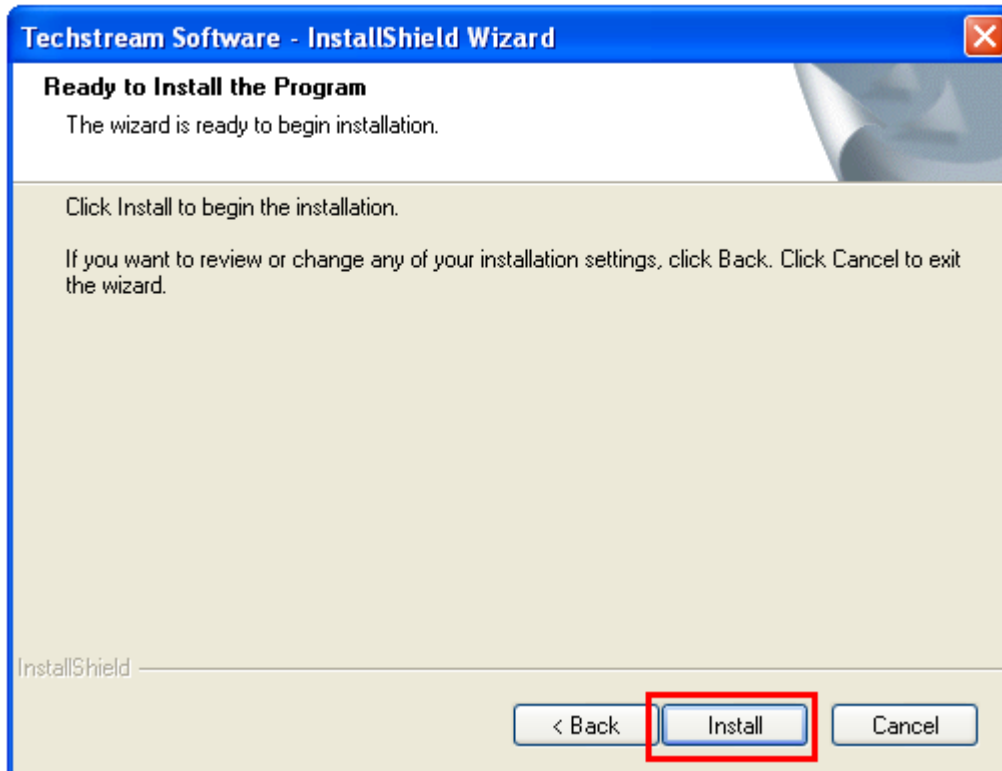 Techstream Software - InstallShield Wizard
Ready to Install the Program
The wizard is ready to begin installation.
Click Install to begin the installation.
If you want to review or change any of your installation settings, click Back. Click Cancel to exit
the wizard.
InstallShield
< Back Install Cancel